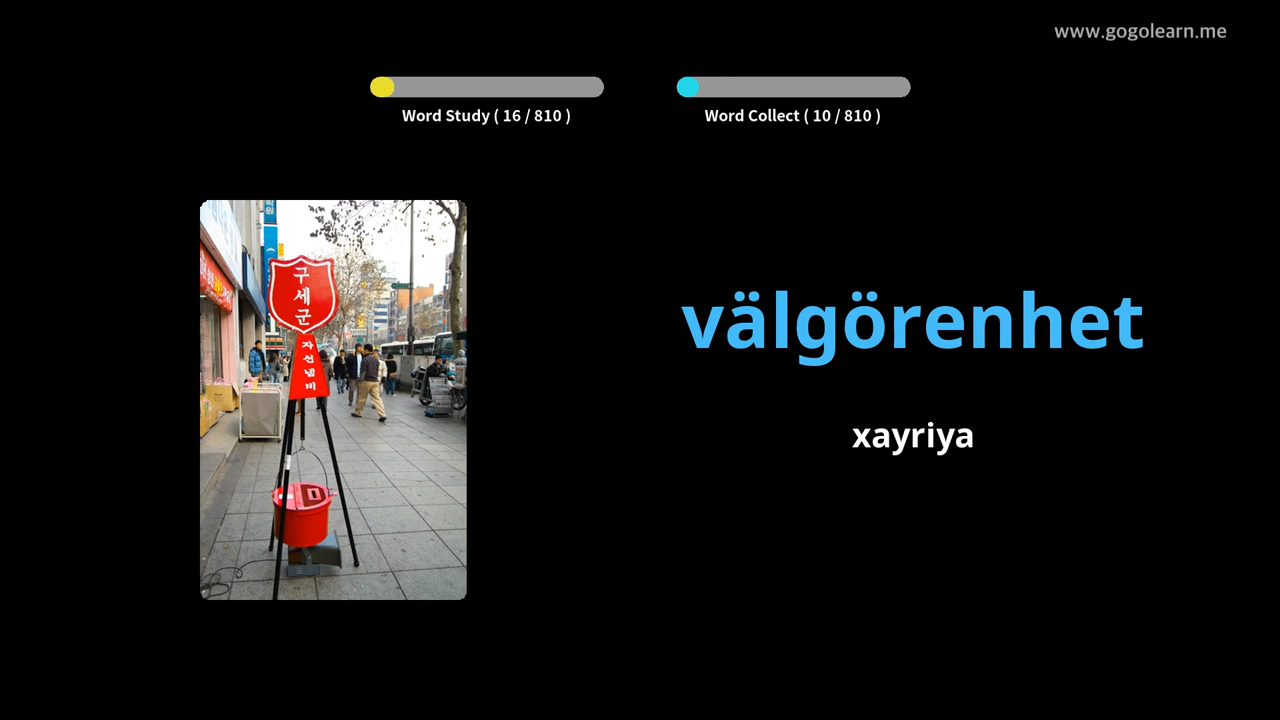 www.gogolearn.me
Word Study ( 16 / 810 )
Word Collect ( 10 / 810 )
구세군
자선냄비
välgörenhet
xayriya